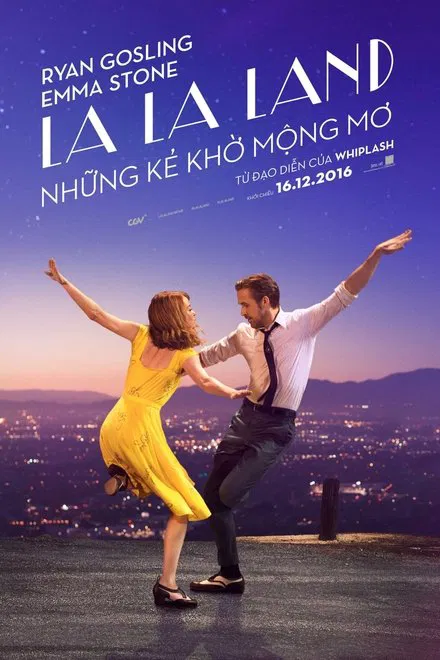 RYAN GOSLING
EMMA STONE
LA LA LAND
NHỮNG KẺ KHỜ MỘNG MƠ
TỪ ĐẠO DIỄN CỦA WHIPLASH
KHỞI CHIẾU 16.12.2016
CGV